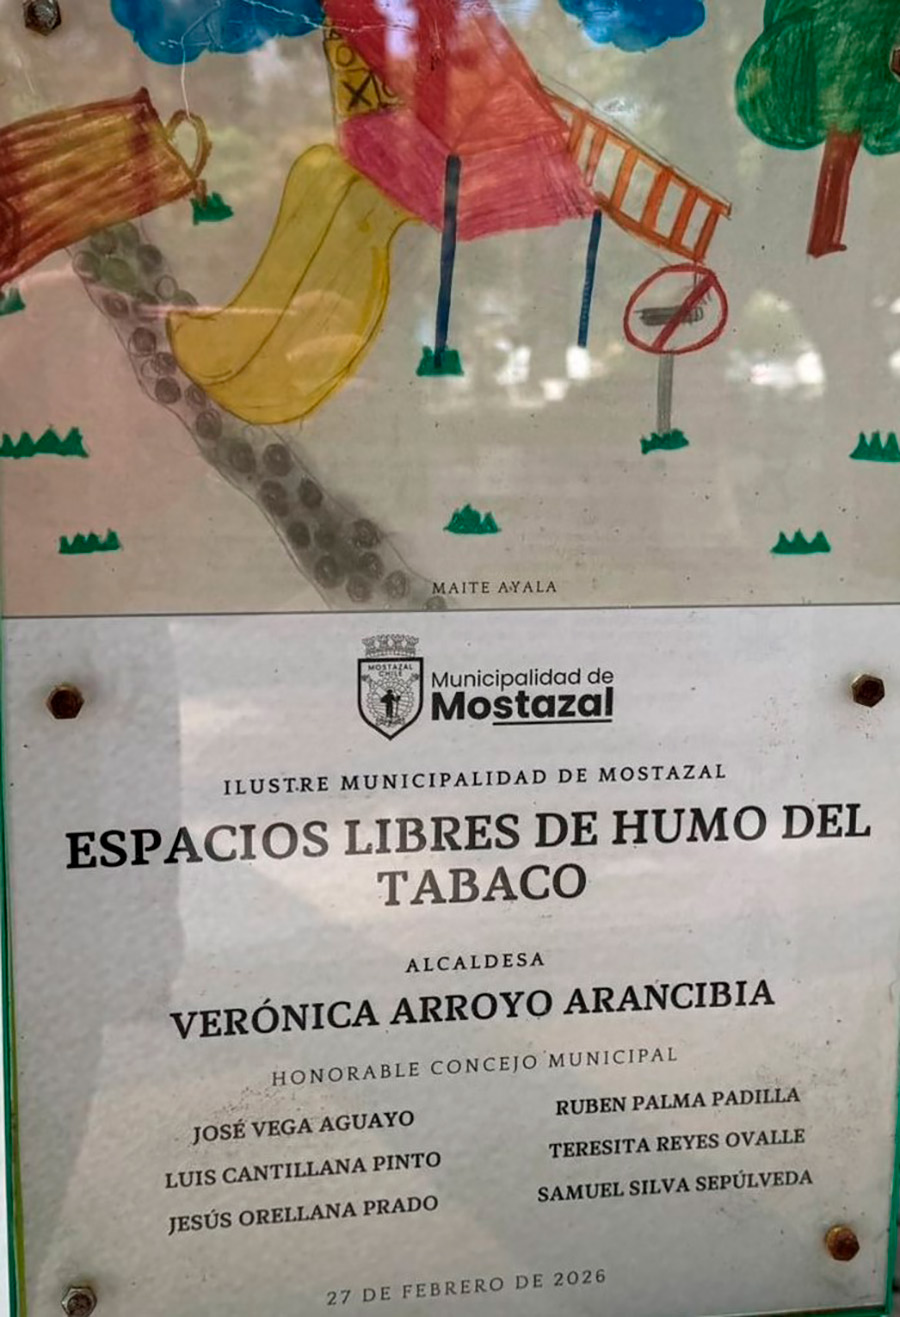 MAITE AYALA
MOSTAZAL
CHILE
Municipalidad de
Mostazal
ILUSTRE MUNICIPALIDAD DE MOSTAZAL
ESPACIOS LIBRES DE HUMO DEL
TABACO
ALCALDESA
VERÓNICA ARROYO ARANCIBIA
HONORABLE CONCEJO MUNICIPAL
JOSÉ VEGA AGUAYO
RUBEN PALMA PADILLA
LUIS CANTILLANA PINTO
TERESITA REYES OVALLE
JESÚS ORELLANA PRADO
SAMUEL SILVA SEPÚLVEDA
27 DE FEBRERO DE 2026